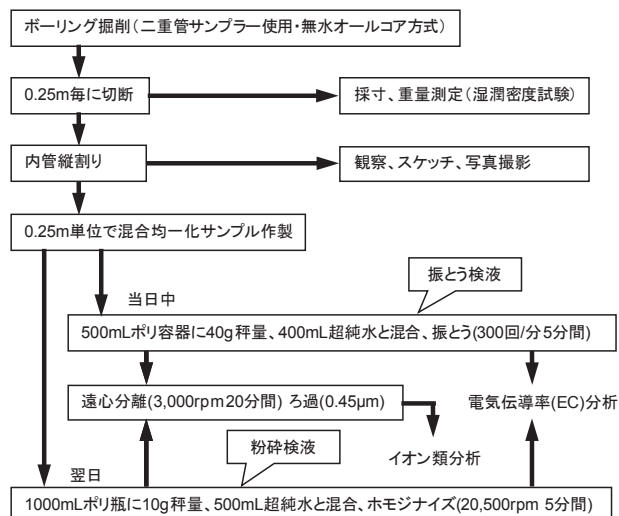 ボーリング掘削(二重管サンプラー使用・無水オールコア方式)
0.25m毎に切断
採寸、重量測定(湿潤密度試験)
内管縦割り
観察、スケッチ、写真撮影
0.25m単位で混合均一化サンプル作製
振とう検液
当日中
500mLポリ容器に40g秤量、400mL超純水と混合、振とう(300回/分5分間)
遠心分離(3,000rpm20分間) ろ過(0.45μm)
電気伝導率(EC)分析
粉砕検液
イオン類分析
翌日
1000mLポリ瓶に10g秤量、500mL超純水と混合、ホモジナイズ(20,500rpm 5分間)